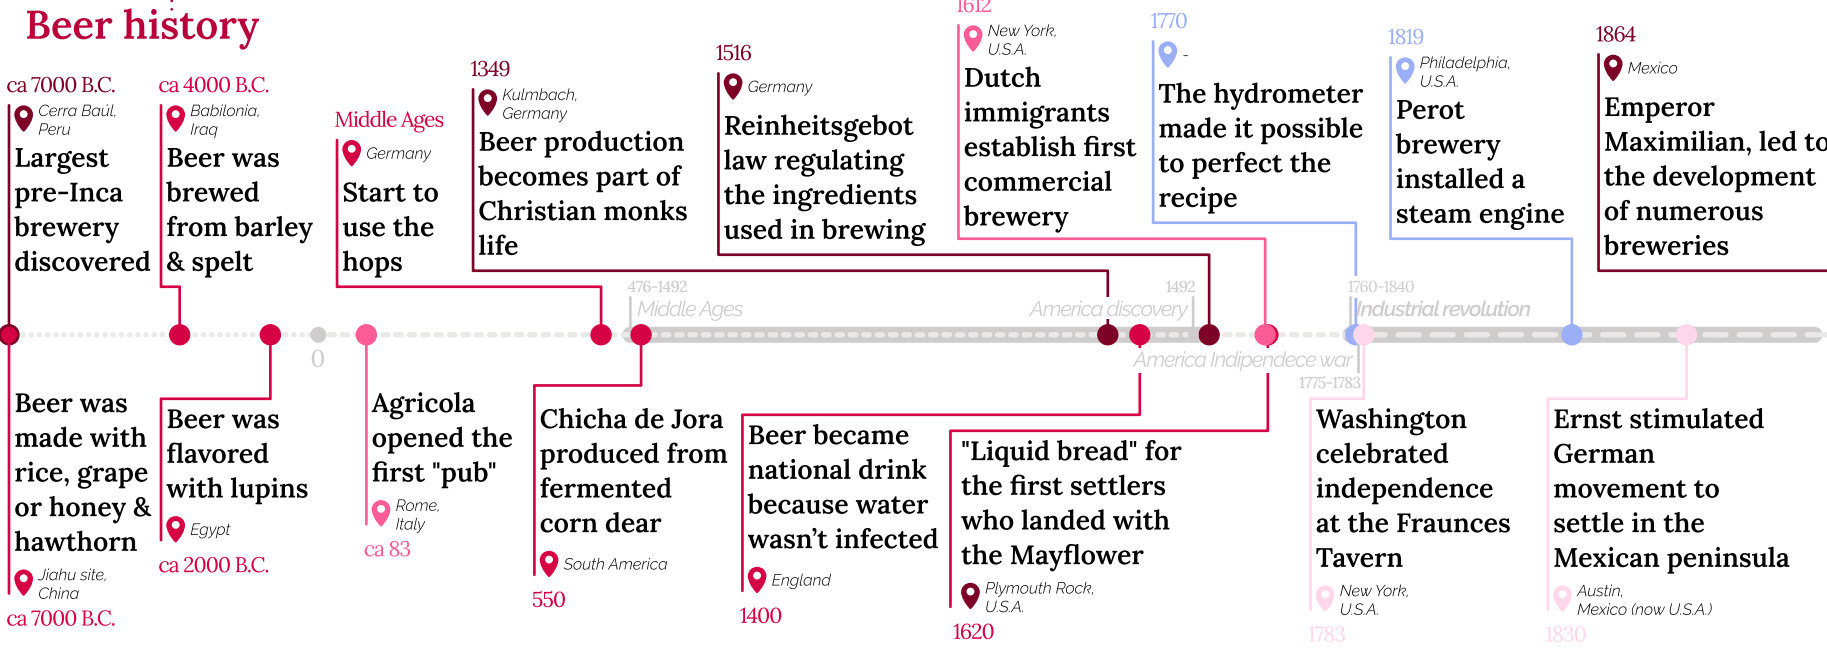 Beer history
ca 7000 B.C.
Cerra Baúl,
Peru
Largest
pre-Inca
brewery
discovered
ca 4000 B.C.
Babilonia,
Iraq
Beer was
brewed
from barley
& spelt
Middle Ages
Germany
Start to
use the
hops
1349
Kulmbach,
Germany
Beer production
becomes part of
Christian monks
life
1516
Germany
Reinheitsgebot
law regulating
the ingredients
used in brewing
1612
New York,
U.S.A.
Dutch
immigrants
establish first
commercial
brewery
1770
-
The hydrometer
made it possible
to perfect the
recipe
1819
Philadelphia,
U.S.A.
Perot
brewery
installed a
steam engine
1864
Mexico
Emperor
Maximilian, led to
the development
of numerous
breweries
476-1492
Middle Ages
1492
America discovery
1760-1840
Industrial revolution
0
America Indipendece war
1775-1783
Beer was
made with
rice, grape
or honey &
hawthorn
Jiahu site,
China
ca 7000 B.C.
Beer was
flavored
with lupins
Egypt
ca 2000 B.C.
Agricola
opened the
first "pub"
Rome,
Italy
ca 83
Chicha de Jora
produced from
fermented
corn dear
South America
550
Beer became
national drink
because water
wasn't infected
England
1400
"Liquid bread" for
the first settlers
who landed with
the Mayflower
Plymouth Rock,
U.S.A.
1620
Washington
celebrated
independence
at the Fraunces
Tavern
New York,
U.S.A.
1783
Ernst stimulated
German
movement to
settle in the
Mexican peninsula
Austin,
Mexico (now U.S.A.)
1830